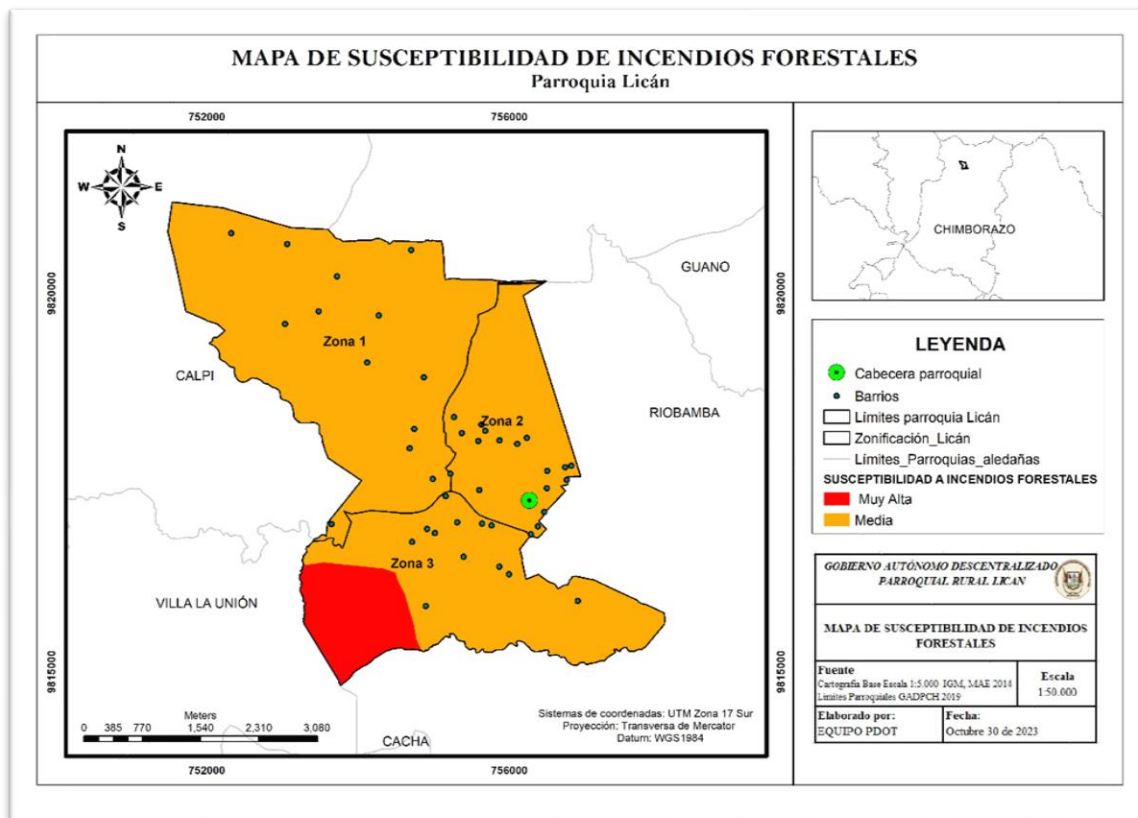 MAPA DE SUSCEPTIBILIDAD DE INCENDIOS FORESTALES
Parroquia Licán
752000 756000
N
W E
S
9820000 9820000
GUANO
Zona 1
CALPI
RIOBAMBA
Zona 2
Zona 3
VILLA LA UNIÓN
9815000 9815000
Meters
0 385 770 1,540 2,310 3,080
Sistemas de coordenadas: UTM Zona 17 Sur
Proyección: Transversa de Mercator
Datum: WGS1984
CACHA
752000 756000
CHIMBORAZO
LEYENDA
Cabecera parroquial
Barrios
Límites parroquia Licán
Zonificación_Licán
Límites_Parroquias_aledañas
SUSCEPTIBILIDAD A INCENDIOS FORESTALES
Muy Alta
Media
GOBIERNO AUTÓNOMO DESCENTRALIZADO
PARROQUIAL RURAL LICAN
MAPA DE SUSCEPTIBILIDAD DE INCENDIOS
FORESTALES
Fuente
Cartografía Base Escala 1:5.000 IGM, MAE 2014
Limites Parroquiales GADPCH 2019
Escala
1:50.000
Elaborado por:
EQUIPO PDOT
Fecha:
Octubre 30 de 2023